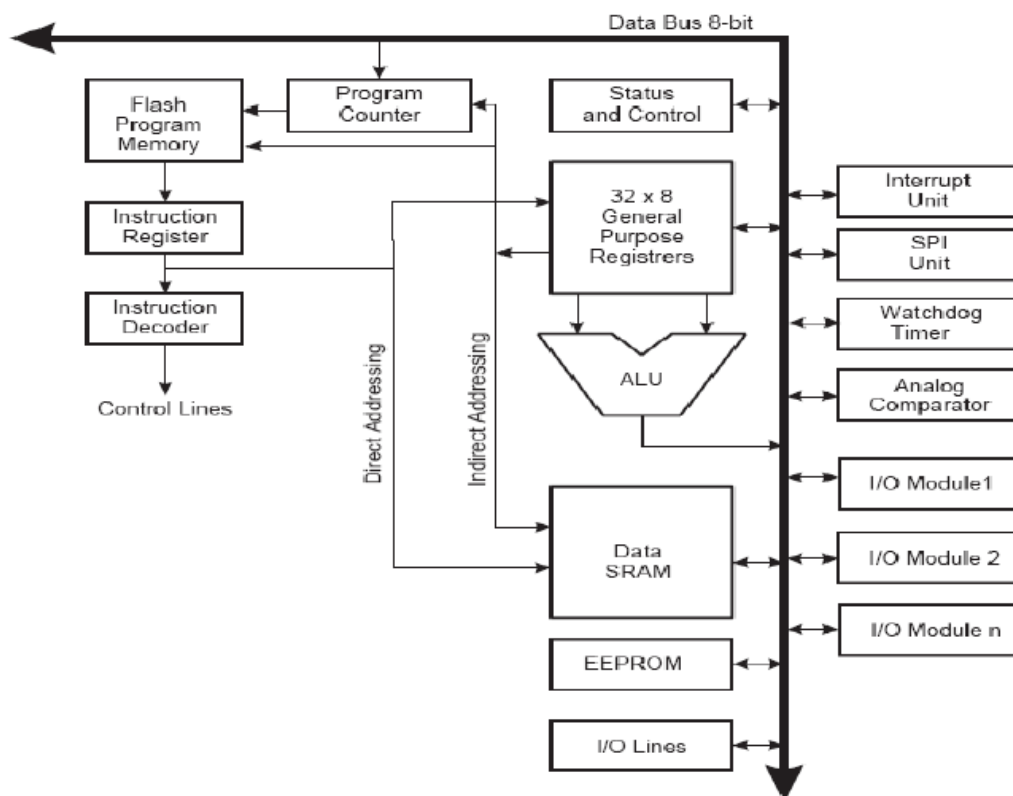 Data Bus 8-bit
Flash
Program
Memory
Program
Counter
Status
and Control
32 x 8
General
Purpose
Registrers
Interrupt
Unit
Instruction
Register
SPI
Unit
Instruction
Decoder
Watchdog
Timer
ALU
Analog
Comparator
Control Lines
Direct Addressing
Indirect Addressing
I/O Module1
Data
SRAM
I/O Module 2
I/O Module n
EEPROM
I/O Lines